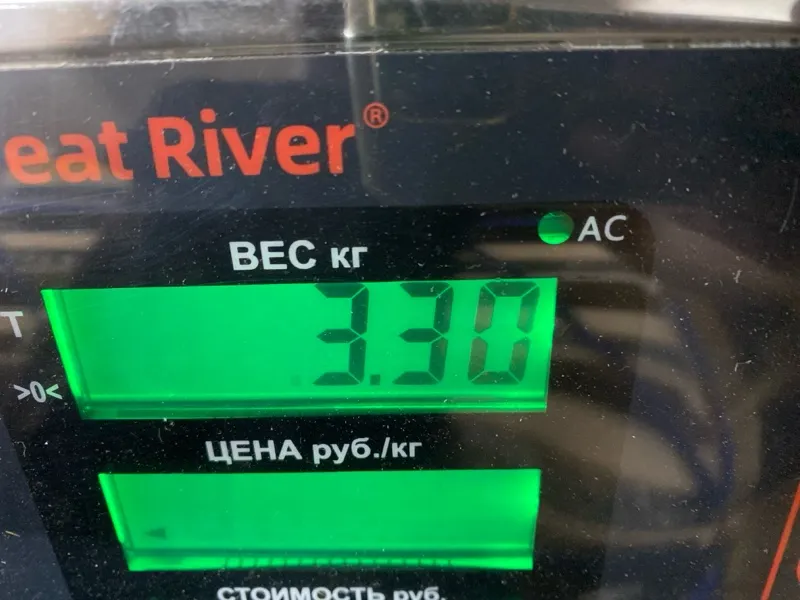 eat River®
AC
ВЕС кг
T
3.30
>0<
ЦЕНА руб./кг
СТОИМОСТЬ руб.